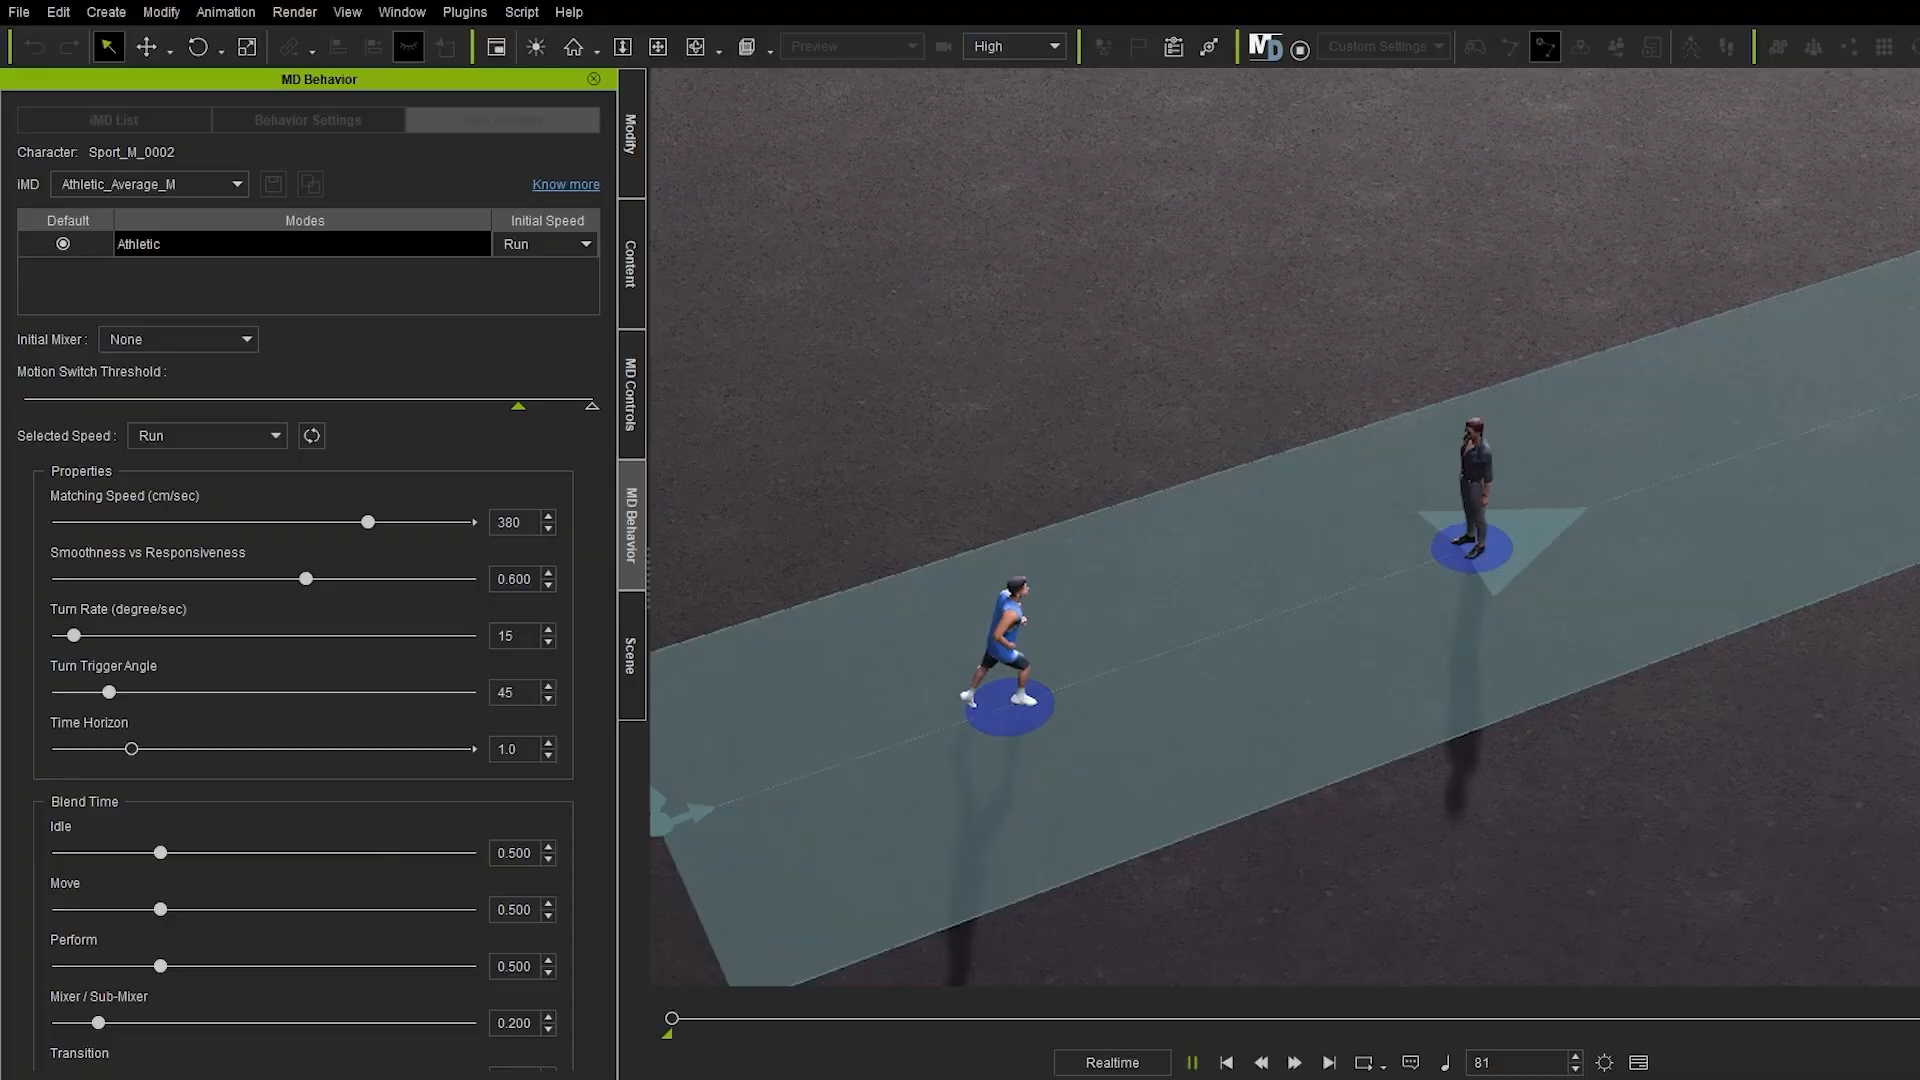 File Edit Create Modify Animation Render View Window Plugins Script Help
Preview High MD Custom Settings
MD Behavior
iMD List Behavior Settings
Character: Sport_M_0002
iMD Athletic_Average_M Know more
Default Modes Initial Speed
Athletic Run
Initial Mixer : None
Motion Switch Threshold :
Selected Speed : Run
Properties
Matching Speed (cm/sec)
380
Smoothness vs Responsiveness
0.600
Turn Rate (degree/sec)
15
Turn Trigger Angle
45
Time Horizon
1.0
Blend Time
Idle
0.500
Move
0.500
Perform
0.500
Mixer / Sub-Mixer
0.200
Transition
Modify
Content
MD Controls
MD Behavior
Scene
Realtime 81